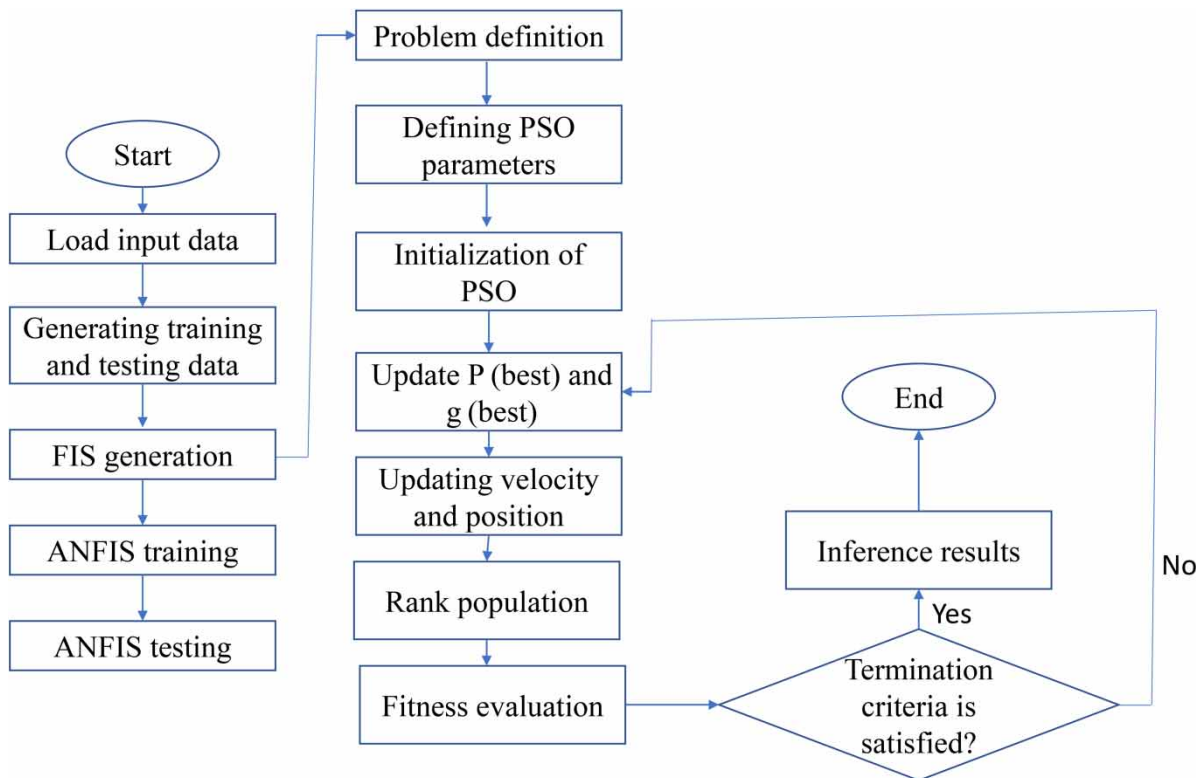 Start
Load input data
Generating training
and testing data
FIS generation
ANFIS training
ANFIS testing
Problem definition
Defining PSO
parameters
Initialization of
PSO
Update P (best) and
g (best)
Updating velocity
and position
Rank population
Fitness evaluation
Termination
criteria is
satisfied?
Yes
No
Inference results
End